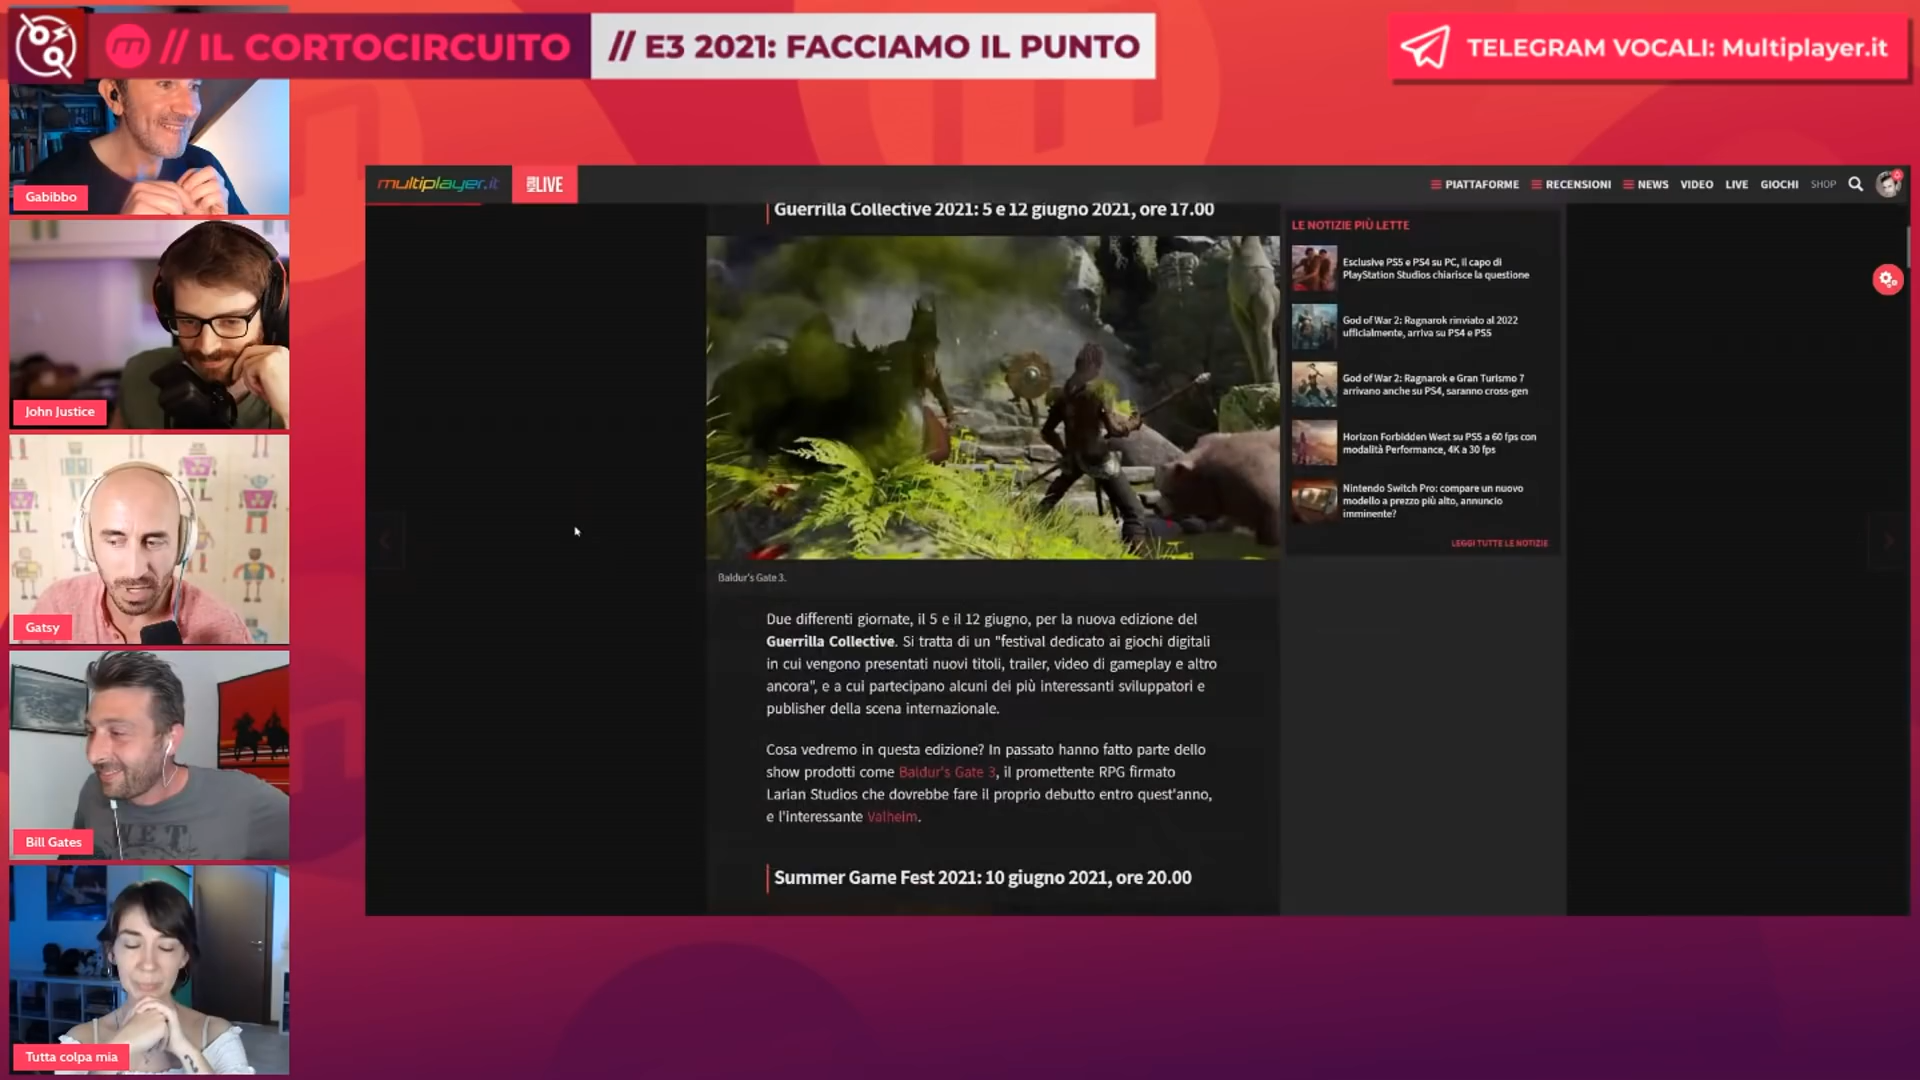 // IL CORTOCIRCUITO
// E3 2021: FACCIAMO IL PUNTO
TELEGRAM VOCALI: Multiplayer.it
Gabibbo
John Justice
Gatsy
Bill Gates
Tutta colpa mia
multiplayer.it
LIVE
PIATTAFORME
RECENSIONI
NEWS
VIDEO
LIVE
GIOCHI
SHOP
Guerrilla Collective 2021: 5 e 12 giugno 2021, ore 17.00
Baldur's Gate 3.
Due differenti giornate, il 5 e il 12 giugno, per la nuova edizione del
Guerrilla Collective. Si tratta di un "festival dedicato ai giochi digitali
in cui vengono presentati nuovi titoli, trailer, video di gameplay e altro
ancora", e a cui partecipano alcuni dei più interessanti sviluppatori e
publisher della scena internazionale.
Cosa vedremo in questa edizione? In passato hanno fatto parte dello
show prodotti come Baldur's Gate 3, il promettente RPG firmato
Larian Studios che dovrebbe fare il proprio debutto entro quest'anno,
e l'interessante Valheim.
Summer Game Fest 2021: 10 giugno 2021, ore 20.00
LE NOTIZIE PIÙ LETTE
Esclusive PS5 e PS4 su PC, il capo di
PlayStation Studios chiarisce la questione
God of War 2: Ragnarok rinviato al 2022
ufficialmente, arriva su PS4 e PS5
God of War 2: Ragnarok e Gran Turismo 7
arrivano anche su PS4, saranno cross-gen
Horizon Forbidden West su PS5 a 60 fps con
modalità Performance, 4K a 30 fps
Nintendo Switch Pro: compare un nuovo
modello a prezzo più alto, annuncio
imminente?
LEGGI TUTTE LE NOTIZIE